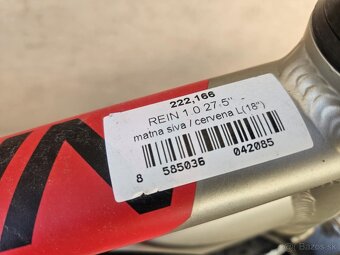 222,166
REIN 1.0 27.5" -
matna siva / cervena L(18")
8 585036 042085
Bazos.sk